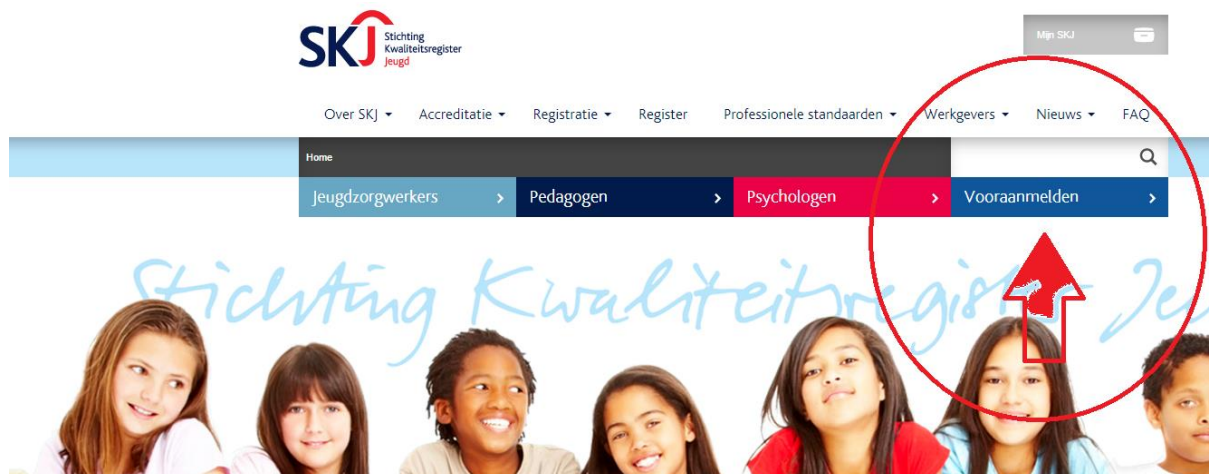 SKJ
Stichting
Kwaliteitsregister
Jeugd
Mijn SKJ
Over SKJ Accreditatie Registratie Register Professionele standaarden Werkgevers Nieuws FAQ
Home
Jeugdzorgwerkers Pedagogen Psychologen Vooraanmelden
Stichting Kwaliteitsregister Je